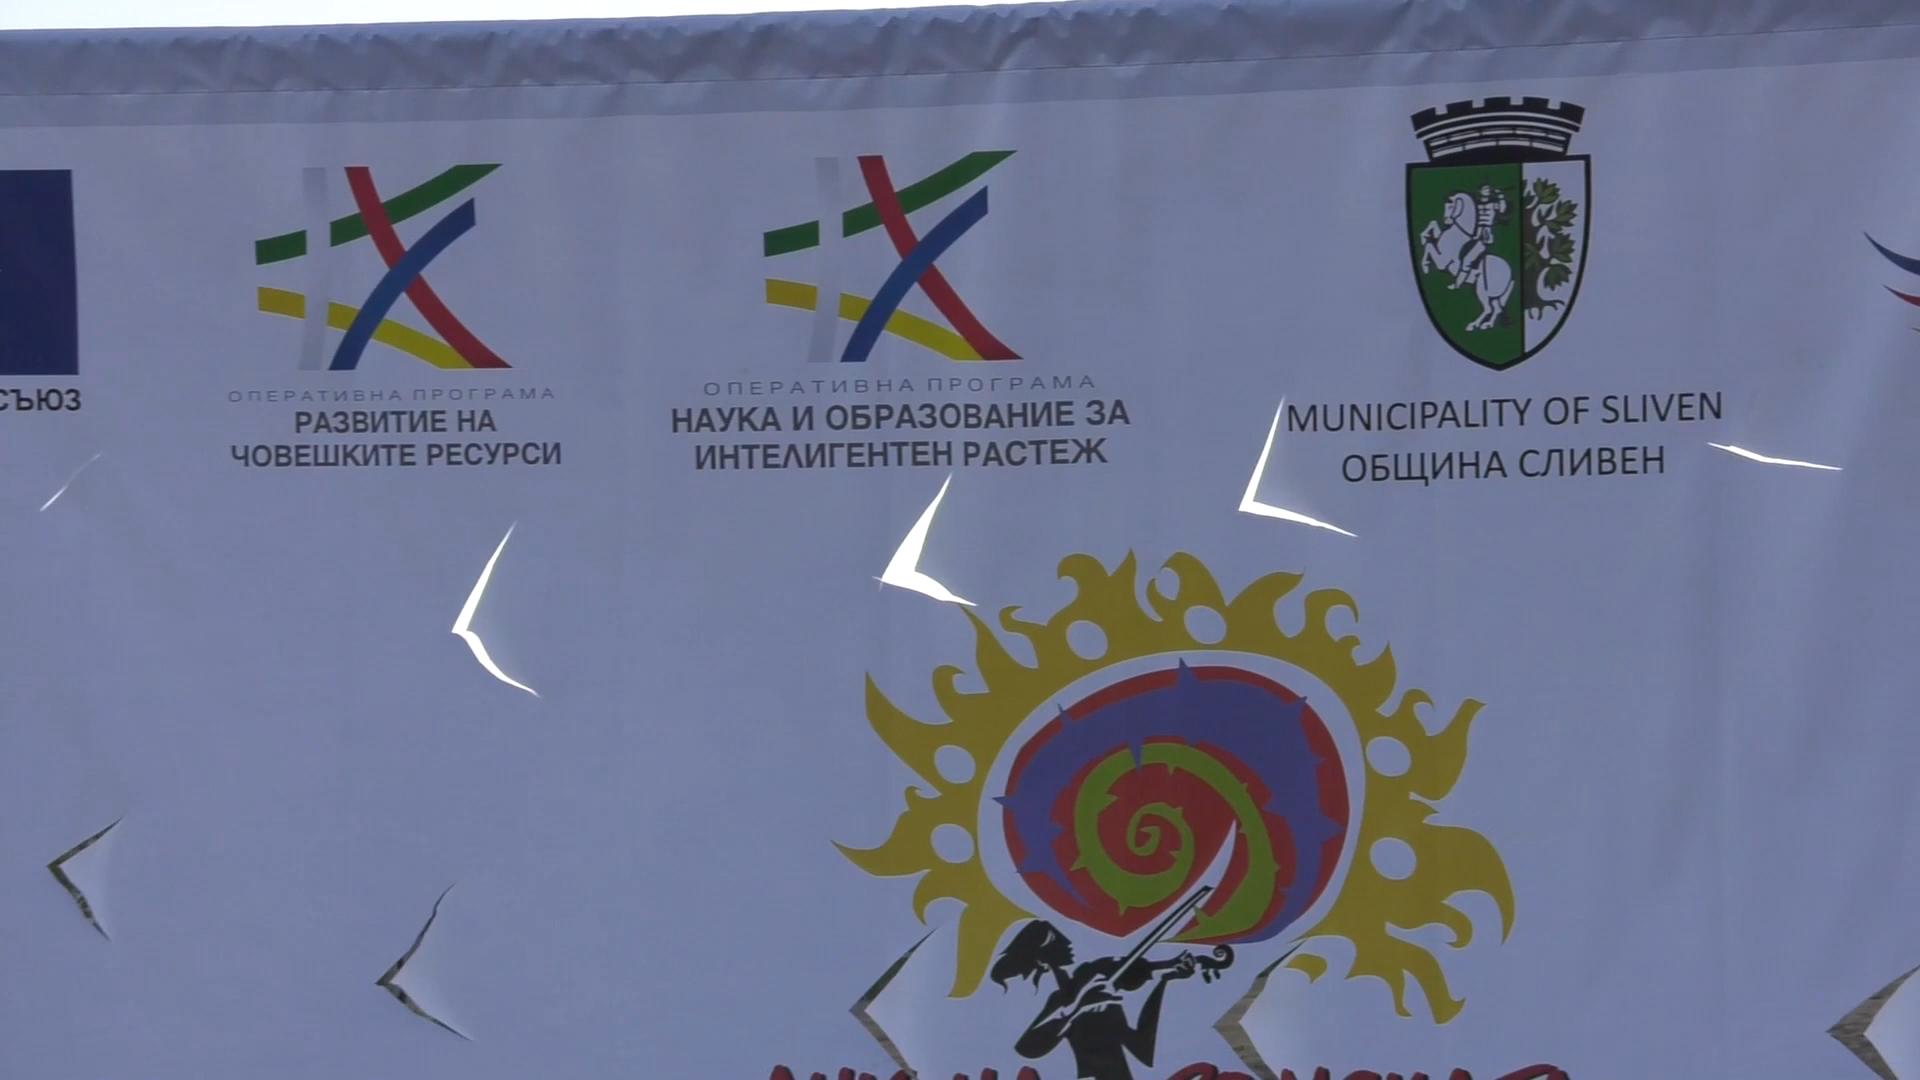 СЪЮЗ
ОПЕРАТИВНА ПРОГРАМА
РАЗВИТИЕ НА
ЧОВЕШКИТЕ РЕСУРСИ
ОПЕРАТИВНА ПРОГРАМА
НАУКА И ОБРАЗОВАНИЕ ЗА
ИНТЕЛИГЕНТЕН РАСТЕЖ
MUNICIPALITY OF SLIVEN
ОБЩИНА СЛИВЕН